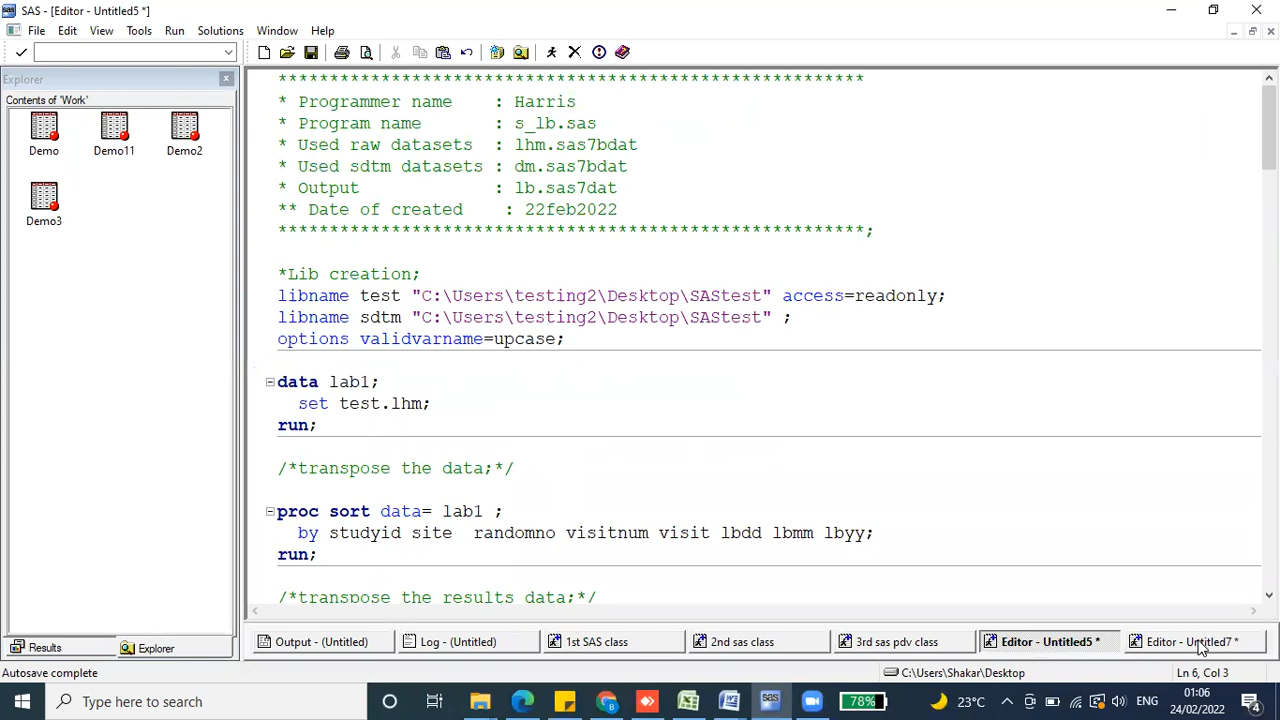 SAS - [Editor - Untitled5 *]
File Edit View Tools Run Solutions Window Help
Explorer
Contents of 'Work'
Demo Demo11 Demo2
Demo3
***********************************************************
* Programmer name : Harris
* Program name : s_lb.sas
* Used raw datasets : lhm.sas7bdat
* Used sdtm datasets : dm.sas7bdat
* Output : lb.sas7dat
** Date of created : 22feb2022
***********************************************************;
*Lib creation;
libname test "C:\Users\testing2\Desktop\SAStest" access=readonly;
libname sdtm "C:\Users\testing2\Desktop\SAStest" ;
options validvarname=upcase;
data lab1;
set test.lhm;
run;
/*transpose the data;*/
proc sort data= lab1 ;
by studyid site randomno visitnum visit lbdd lbmm lbyy;
run;
/*transpose the results data;*/
Results Explorer
Output - (Untitled) Log - (Untitled) 1st SAS class 2nd sas class 3rd sas pdv class Editor - Untitled5 * Editor - Untitled7 *
Autosave complete C:\Users\Shakar\Desktop Ln 6, Col 3
Type here to search 78% 23°C ENG 01:06
24/02/2022 4